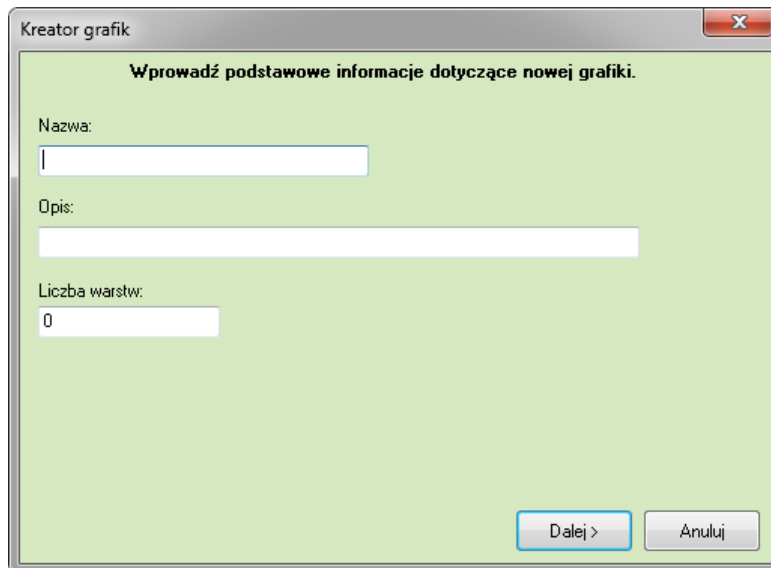 Kreator grafik
Wprowadź podstawowe informacje dotyczące nowej grafiki.
Nazwa:
Opis:
Liczba warstw:
0
Dalej >
Anuluj